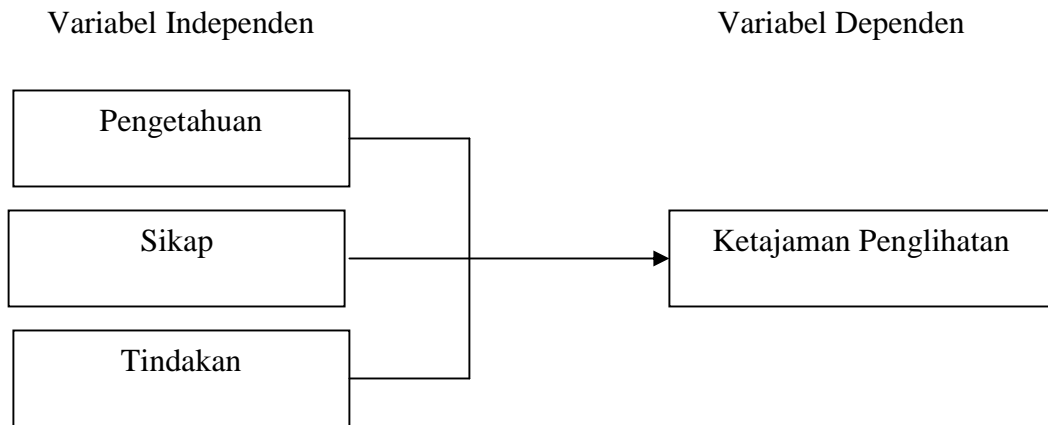 Variabel Independen
Variabel Dependen
Pengetahuan
Sikap
Ketajaman Penglihatan
Tindakan